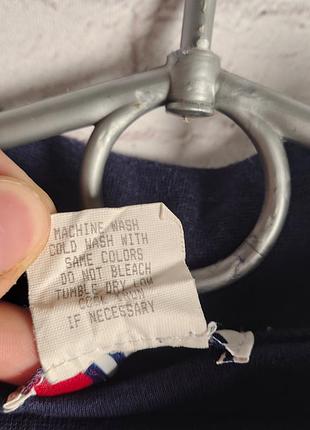 MACHINE WASH
COLD WASH WITH
SAME COLORS
DO NOT BLEACH
TUMBLE DRY LOW
COOL IRON
IF NECESSARY